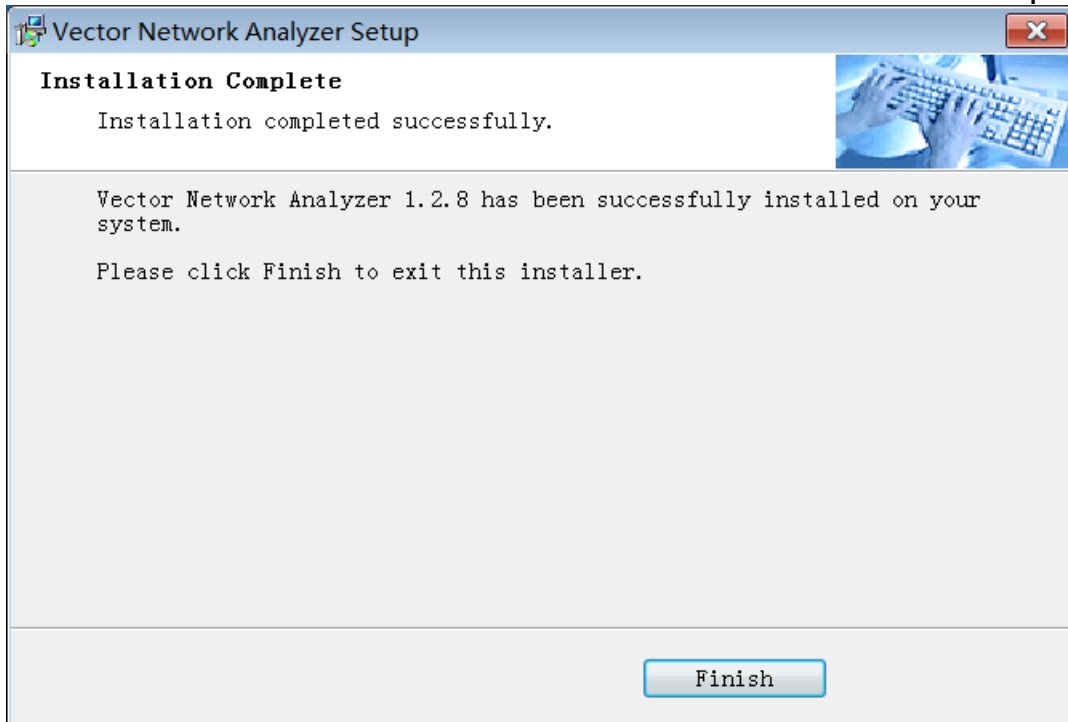 Vector Network Analyzer Setup
Installation Complete
Installation completed successfully.
Vector Network Analyzer 1.2.8 has been successfully installed on your
system.
Please click Finish to exit this installer.
Finish